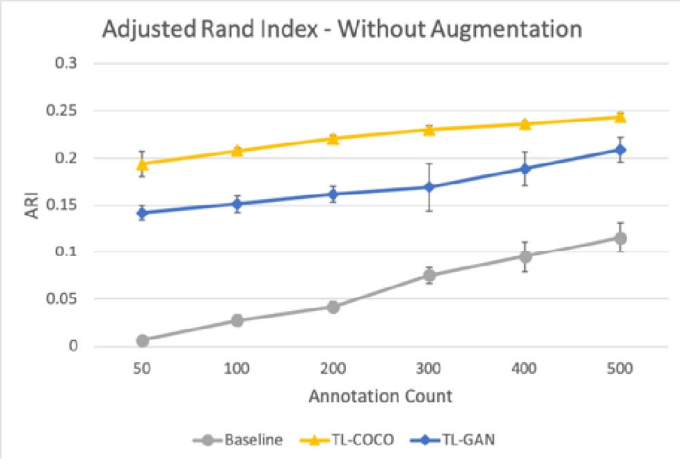 Adjusted Rand Index - Without Augmentation
0.3
0.25
0.2
0.15
0.1
0.05
0
ARI
50 100 200 300 400 500
Annotation Count
Baseline TL-COCO TL-GAN